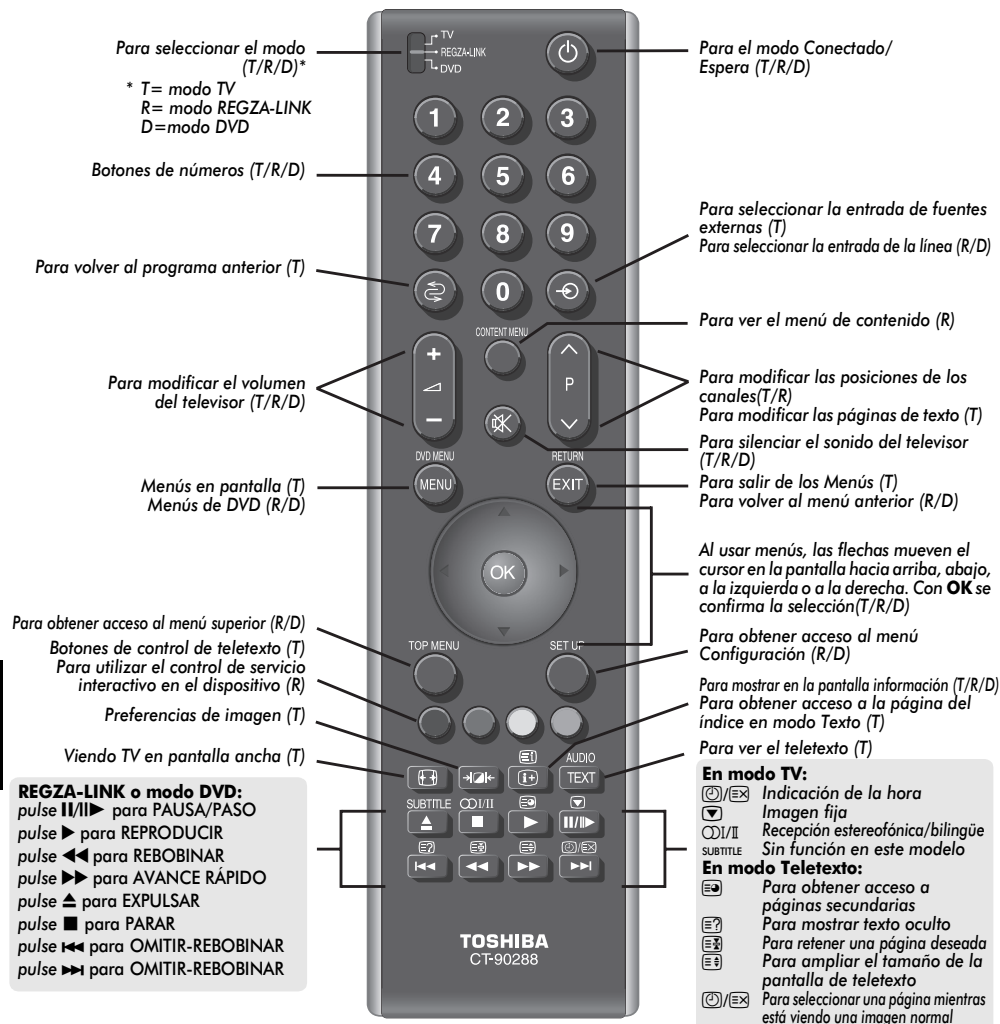 Para seleccionar el modo
(T/R/D)*
* T= modo TV
R= modo REGZA-LINK
D=modo DVD
Botones de números (T/R/D)
Para volver al programa anterior (T)
Para modificar el volumen
del televisor (T/R/D)
Menús en pantalla (T)
Menús de DVD (R/D)
Para obtener acceso al menú superior (R/D)
Botones de control de teletexto (T)
Para utilizar el control de servicio
interactivo en el dispositivo (R)
Preferencias de imagen (T)
Viendo TV en pantalla ancha (T)
REGZA-LINK o modo DVD:
pulse II/II▶ para PAUSA/PASO
pulse ▶ para REPRODUCIR
pulse ◀◀ para REBOBINAR
pulse ▶▶ para AVANCE RÁPIDO
pulse ⏏ para EXPULSAR
pulse ■ para PARAR
pulse ⏮ para OMITIR-REBOBINAR
pulse ⏭ para OMITIR-REBOBINAR
TV
REGZA-LINK
DVD
1 2 3
4 5 6
7 8 9
0
CONTENT MENU
+
P
–
DVD MENU
RETURN
MENU
EXIT
OK
TOP MENU
SET UP
AUDIO
i+
TEXT
SUBTITLE
I/II
TOSHIBA
CT-90288
Para el modo Conectado/
Espera (T/R/D)
Para seleccionar la entrada de fuentes
externas (T)
Para seleccionar la entrada de la línea (R/D)
Para ver el menú de contenido (R)
Para modificar las posiciones de los
canales(T/R)
Para modificar las páginas de texto (T)
Para silenciar el sonido del televisor
(T/R/D)
Para salir de los Menús (T)
Para volver al menú anterior (R/D)
Al usar menús, las flechas mueven el
cursor en la pantalla hacia arriba, abajo,
a la izquierda o a la derecha. Con OK se
confirma la selección(T/R/D)
Para obtener acceso al menú
Configuración (R/D)
Para mostrar en la pantalla información (T/R/D)
Para obtener acceso a la página del
índice en modo Texto (T)
Para ver el teletexto (T)
En modo TV:
Indicación de la hora
Imagen fija
I/II Recepción estereofónica/bilingüe
SUBTITLE Sin función en este modelo
En modo Teletexto:
Para obtener acceso a
páginas secundarias
Para mostrar texto oculto
Para retener una página deseada
Para ampliar el tamaño de la
pantalla de teletexto
Para seleccionar una página mientras
está viendo una imagen normal